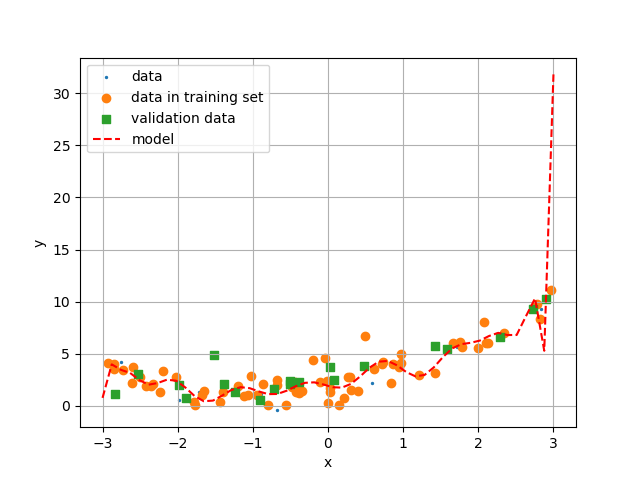 data
data in training set
validation data
model
30
25
20
15
10
5
0
y
−3 −2 −1 0 1 2 3
x